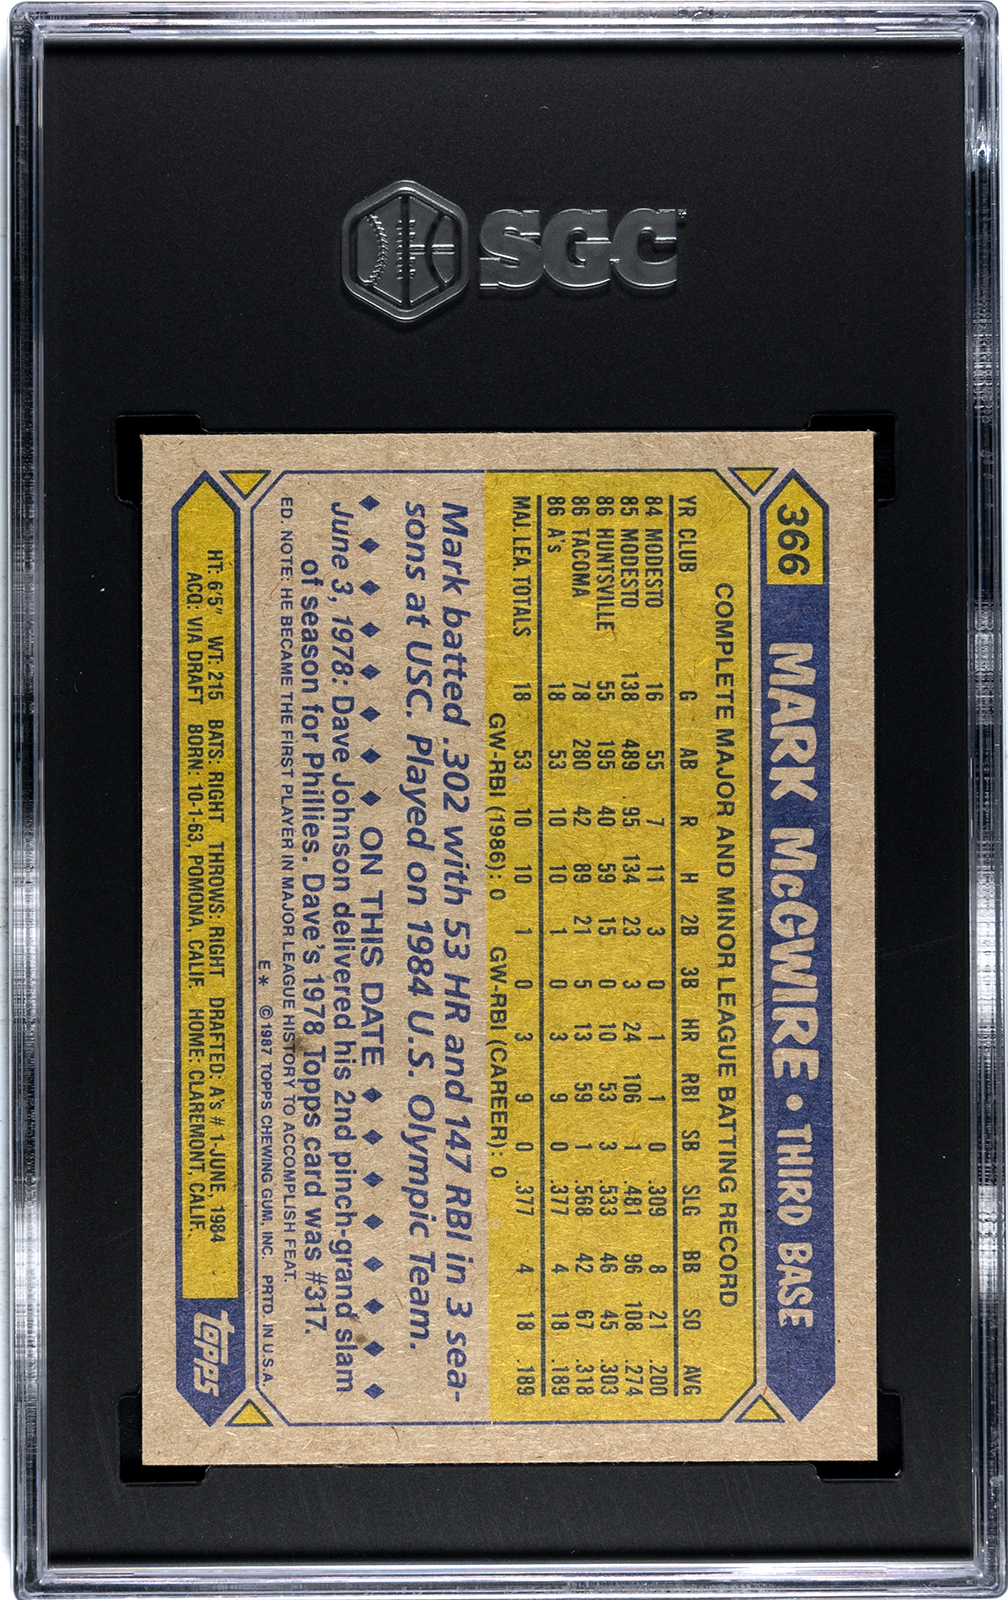 SGC
366 MARK McGWIRE • THIRD BASE
COMPLETE MAJOR AND MINOR LEAGUE BATTING RECORD
YR CLUB G AB R H 2B 3B HR RBI SB SLG BB SO AVG
84 MODESTO 16 55 7 11 3 0 1 1 0 .309 8 21 .200
85 MODESTO 138 489 95 134 23 3 24 106 1 .481 96 108 .274
86 HUNTSVILLE 55 195 40 59 15 0 10 53 3 .533 46 45 .303
86 TACOMA 78 280 42 89 21 5 13 59 1 .568 42 67 .318
86 A's 18 53 10 10 1 0 3 9 0 .377 4 18 .189
MAJ. LEA. TOTALS 18 53 10 10 1 0 3 9 0 .377 4 18 .189
GW-RBI (1986): 0 GW-RBI (CAREER): 0
Mark batted .302 with 53 HR and 147 RBI in 3 sea-
sons at USC. Played on 1984 U.S. Olympic Team.
ON THIS DATE
June 3, 1978: Dave Johnson delivered his 2nd pinch-grand slam
of season for Phillies. Dave's 1978 Topps card was #317.
ED. NOTE: HE BECAME THE FIRST PLAYER IN MAJOR LEAGUE HISTORY TO ACCOMPLISH FEAT.
E* © 1987 TOPPS CHEWING GUM, INC. PRTD. IN U.S.A.
HT: 6'5" WT: 215 BATS: RIGHT THROWS: RIGHT DRAFTED: A's #1-JUNE, 1984
ACQ: VIA DRAFT BORN: 10-1-63, POMONA, CALIF. HOME: CLAREMONT, CALIF.
topps